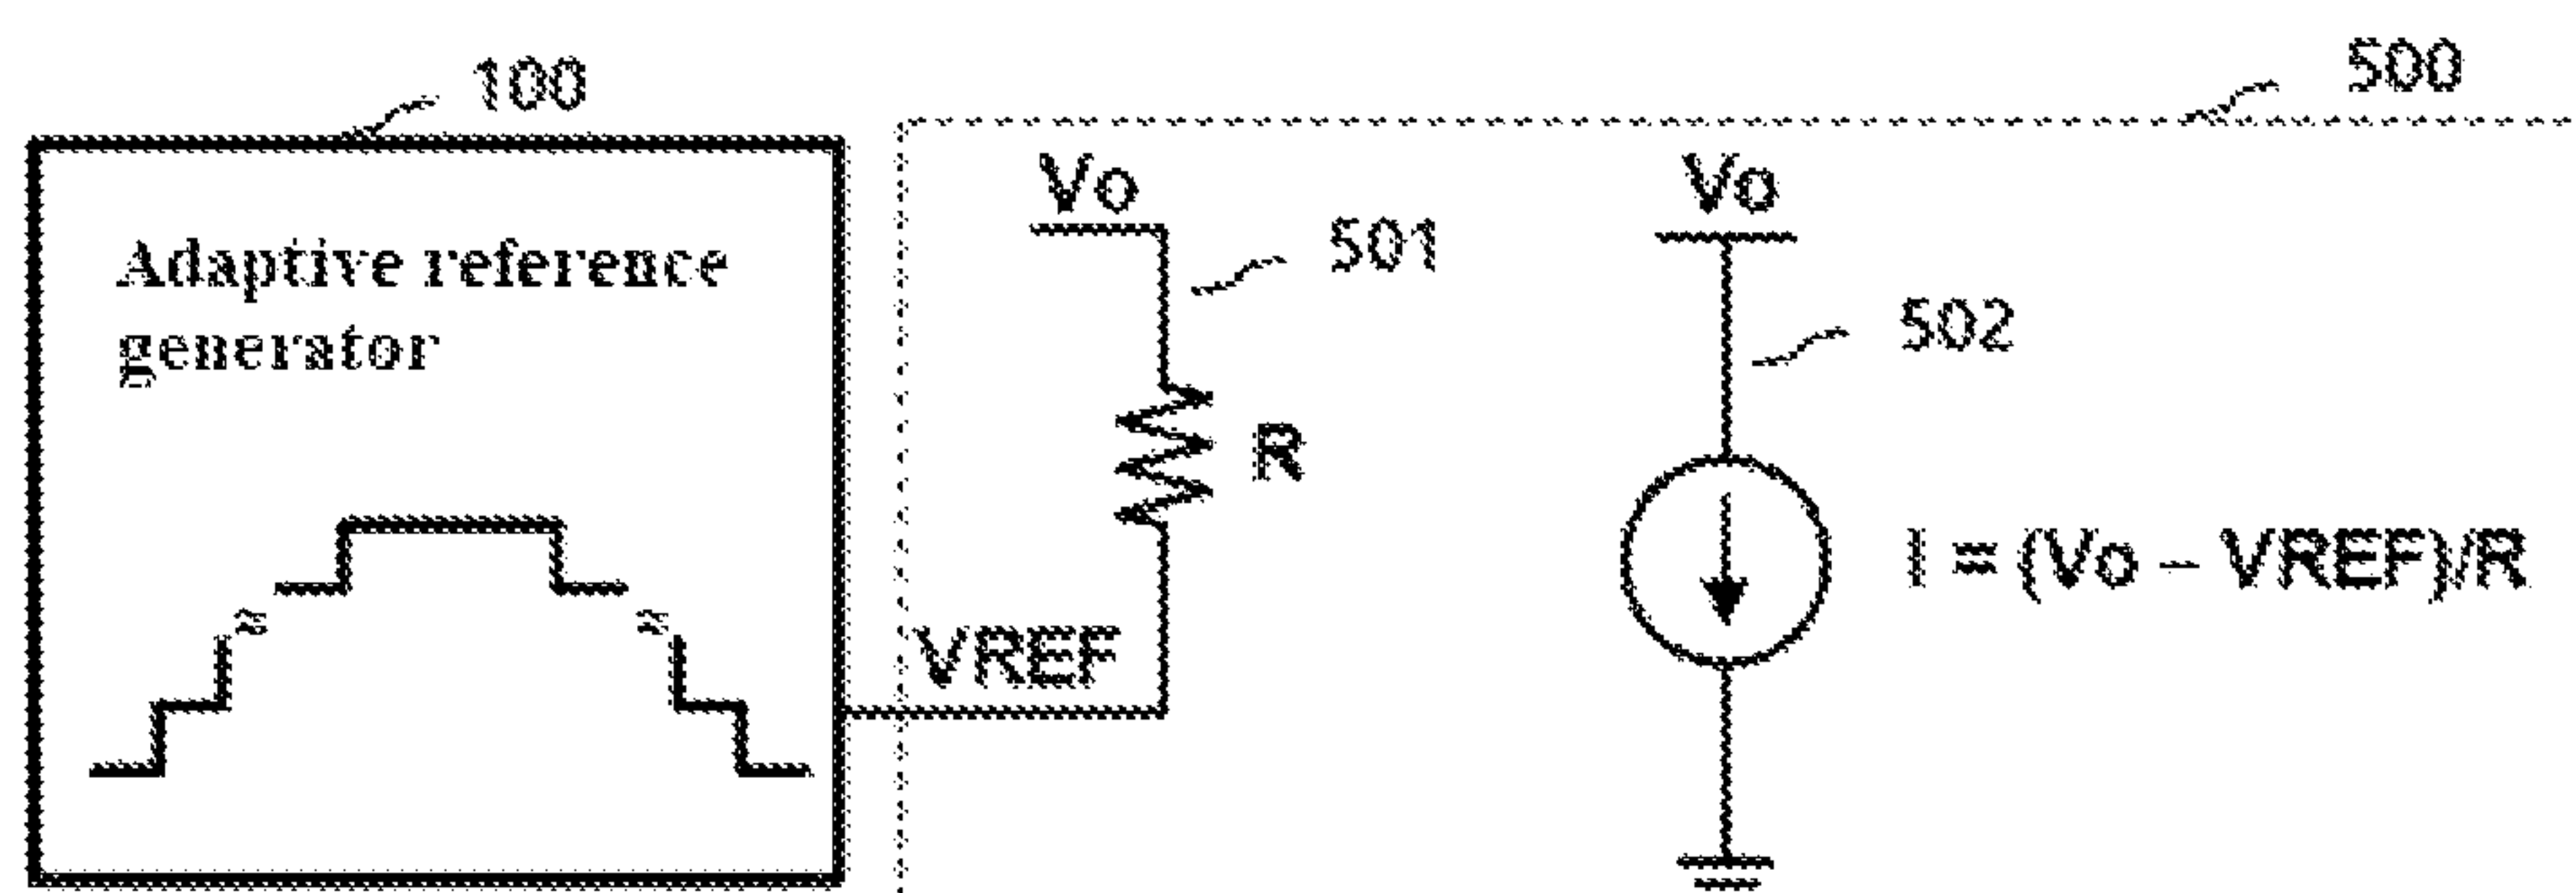 100
500
Adaptive reference
generator
Vo
501
R
VREF
Vo
502
I = (Vo – VREF)/R